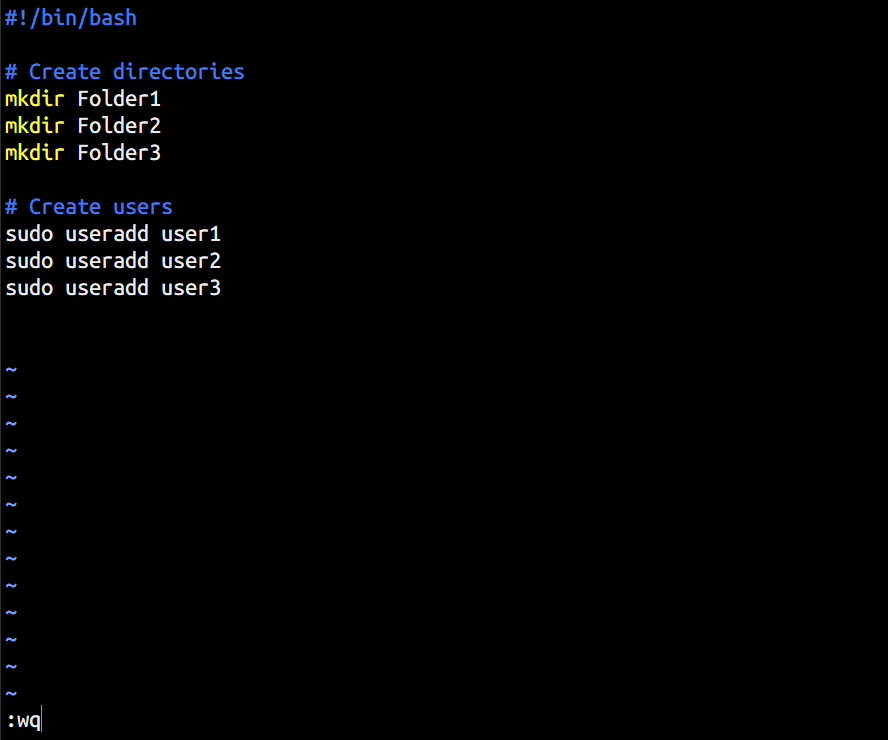 #!/bin/bash

# Create directories
mkdir Folder1
mkdir Folder2
mkdir Folder3

# Create users
sudo useradd user1
sudo useradd user2
sudo useradd user3


~
~
~
~
~
~
~
~
~
~
~
~
~
:wq